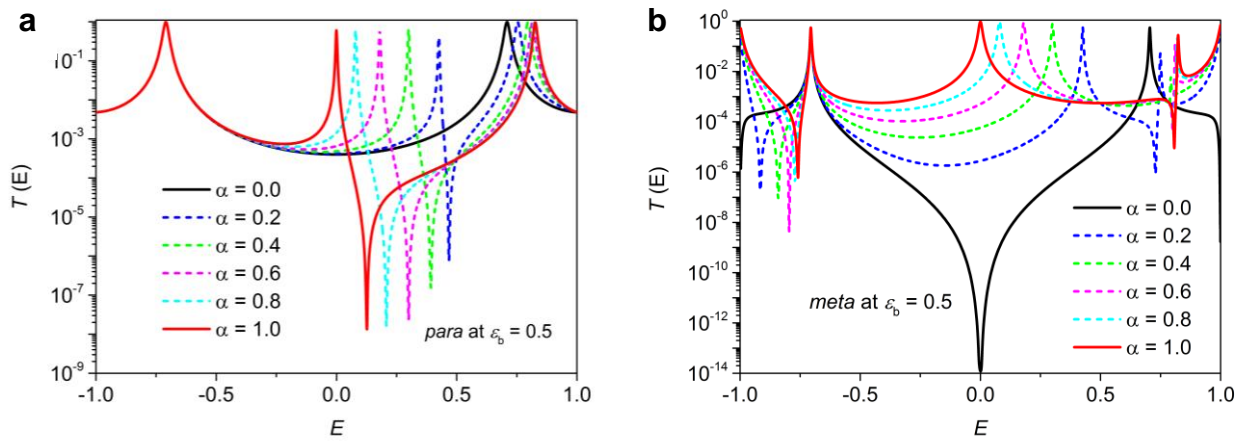 a
T (E)
10⁻¹
10⁻³
10⁻⁵
10⁻⁷
10⁻⁹
α = 0.0
α = 0.2
α = 0.4
α = 0.6
α = 0.8
α = 1.0
para at εb = 0.5
-1.0 -0.5 0.0 0.5 1.0
E
b
T (E)
10⁰
10⁻²
10⁻⁴
10⁻⁶
10⁻⁸
10⁻¹⁰
10⁻¹²
10⁻¹⁴
α = 0.0
α = 0.2
α = 0.4
α = 0.6
α = 0.8
α = 1.0
meta at εb = 0.5
-1.0 -0.5 0.0 0.5 1.0
E